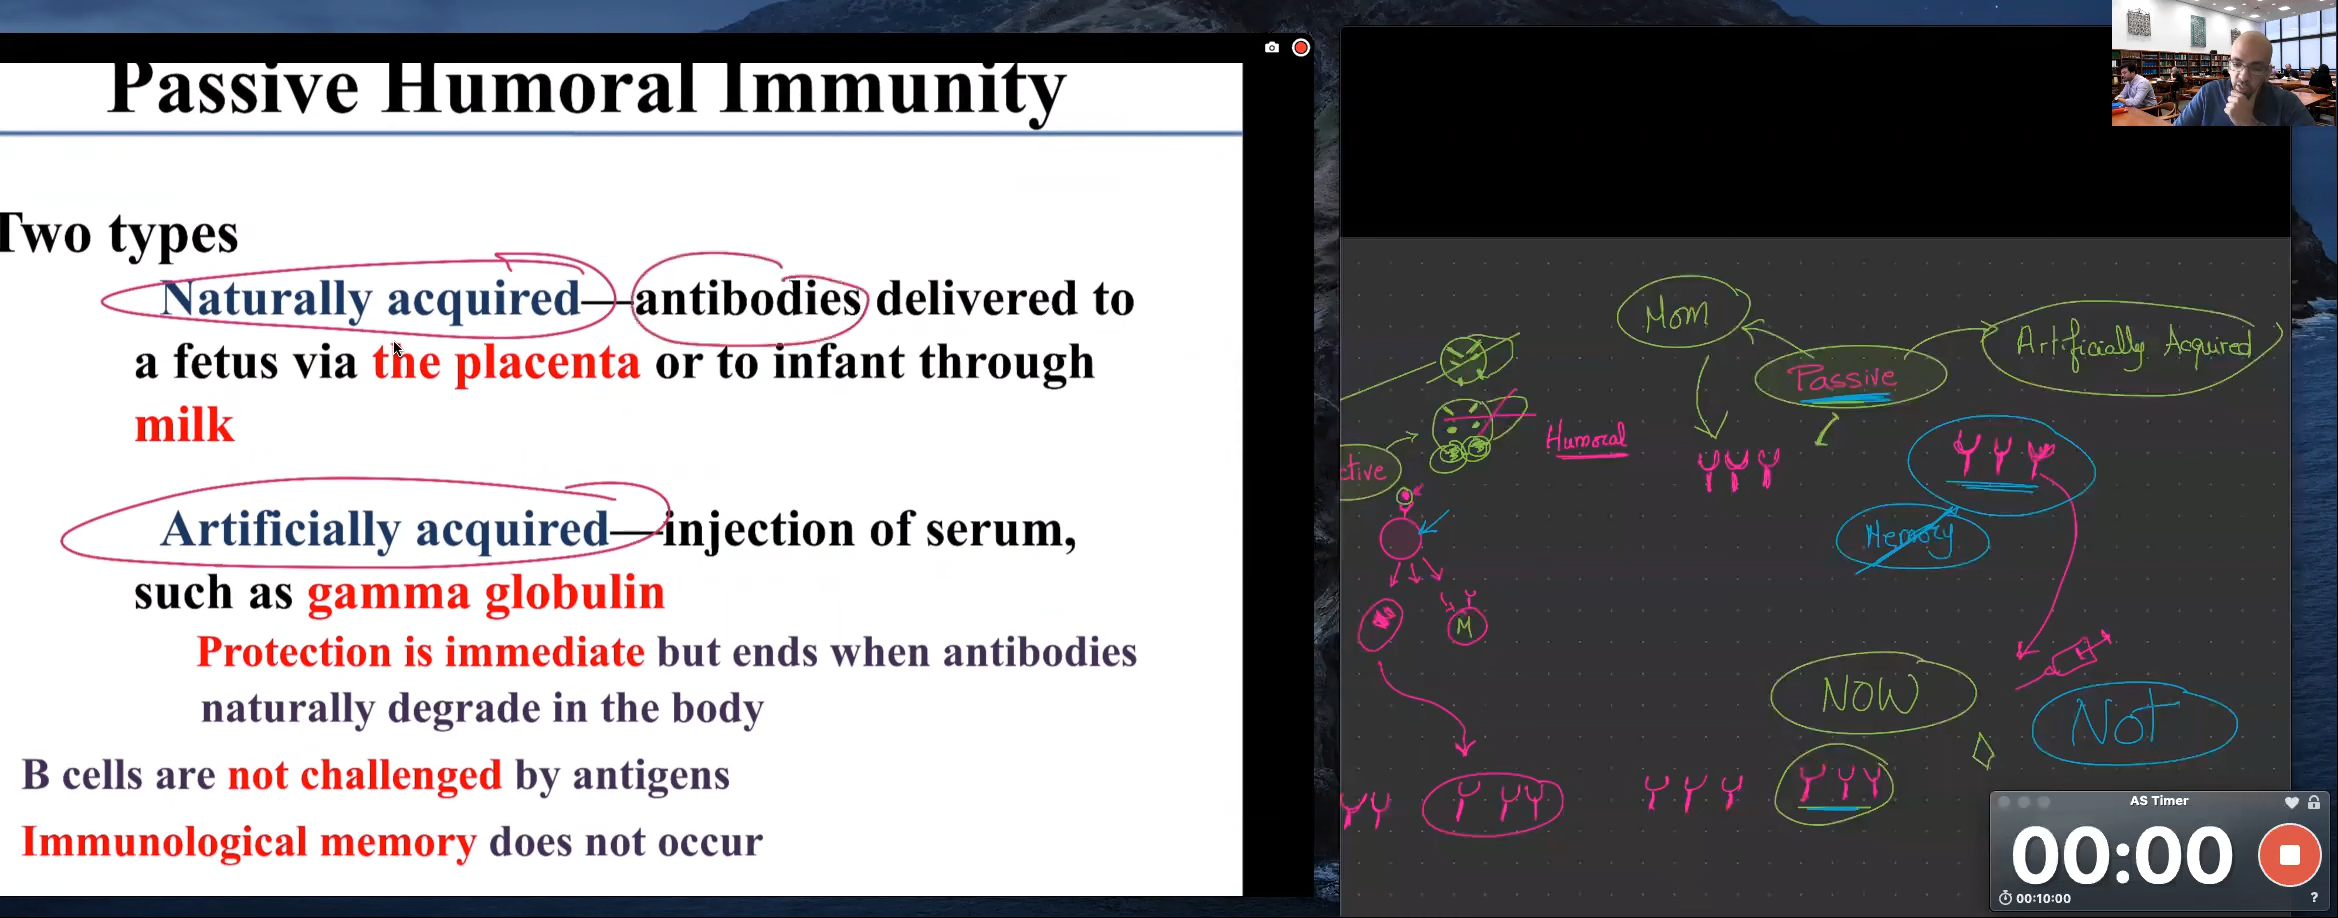 Passive Humoral Immunity
Two types
Naturally acquired—antibodies delivered to
a fetus via the placenta or to infant through
milk
Artificially acquired—injection of serum,
such as gamma globulin
Protection is immediate but ends when antibodies
naturally degrade in the body
B cells are not challenged by antigens
Immunological memory does not occur
Mom
Artificially Acquired
Passive
Humoral
ctive
Memory
M
NOW
Not
AS Timer
00:00
00:10:00
?